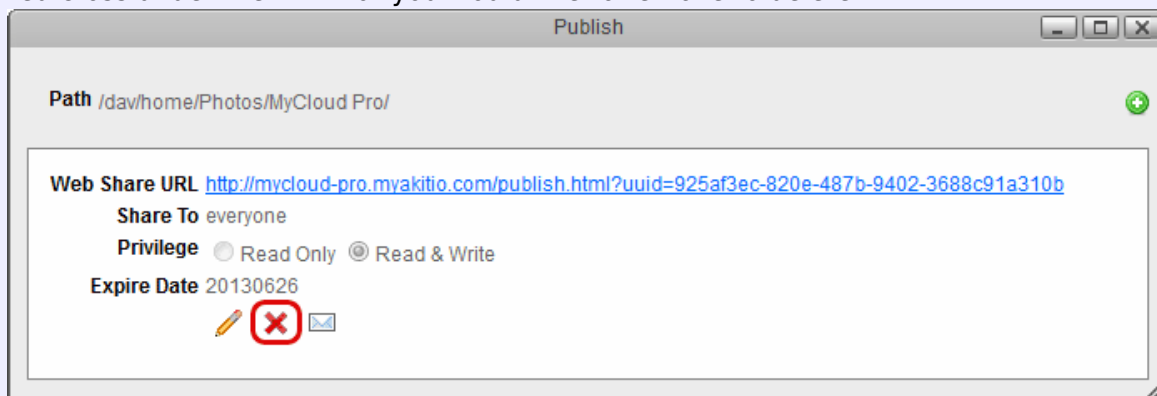 Publish
Path /dav/home/Photos/MyCloud Pro/
Web Share URL http://mycloud-pro.myakitio.com/publish.html?uuid=925af3ec-820e-487b-9402-3688c91a310b
Share To everyone
Privilege Read Only Read & Write
Expire Date 20130626